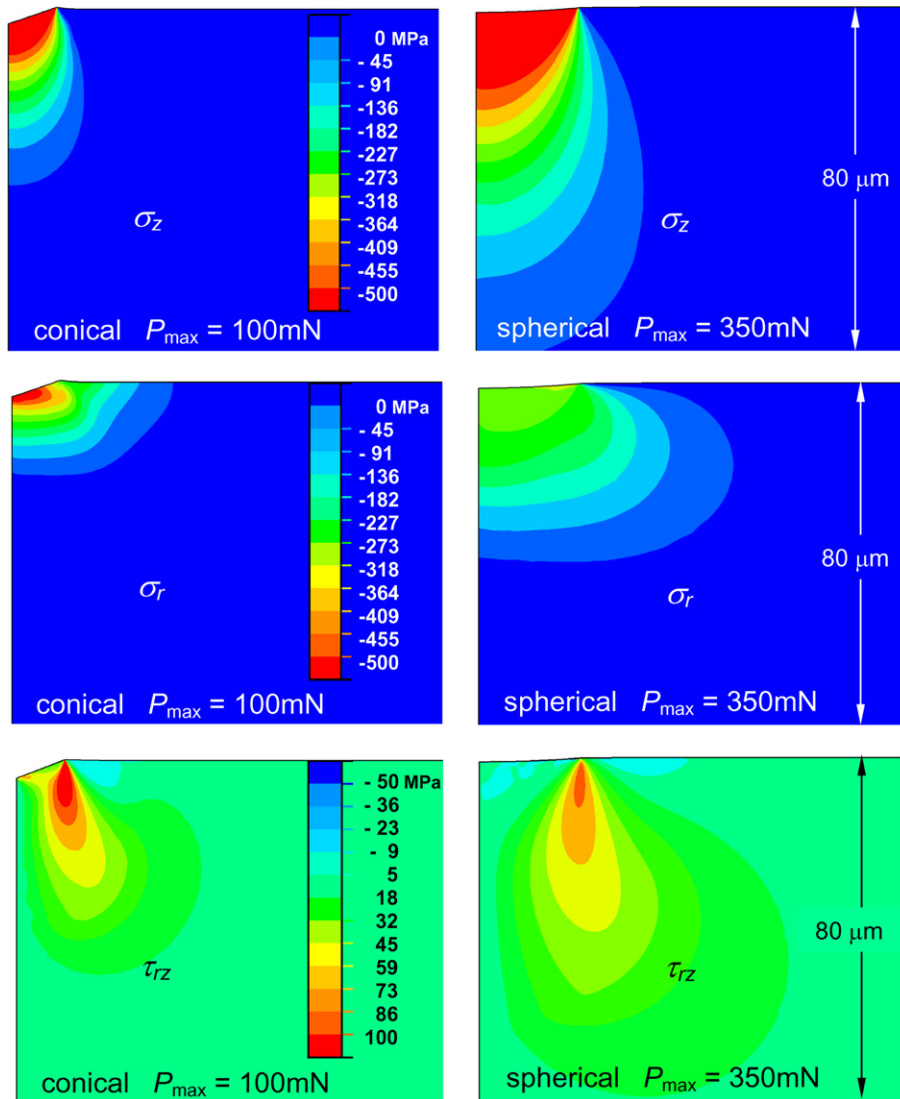 0 MPa
- 45
- 91
-136
-182
-227
-273
-318
-364
-409
-455
-500
σz
conical Pmax = 100mN
80 μm
σz
spherical Pmax = 350mN
0 MPa
- 45
- 91
-136
-182
-227
-273
-318
-364
-409
-455
-500
σr
conical Pmax = 100mN
80 μm
σr
spherical Pmax = 350mN
- 50 MPa
- 36
- 23
- 9
5
18
32
45
59
73
86
100
τrz
conical Pmax = 100mN
80 μm
τrz
spherical Pmax = 350mN